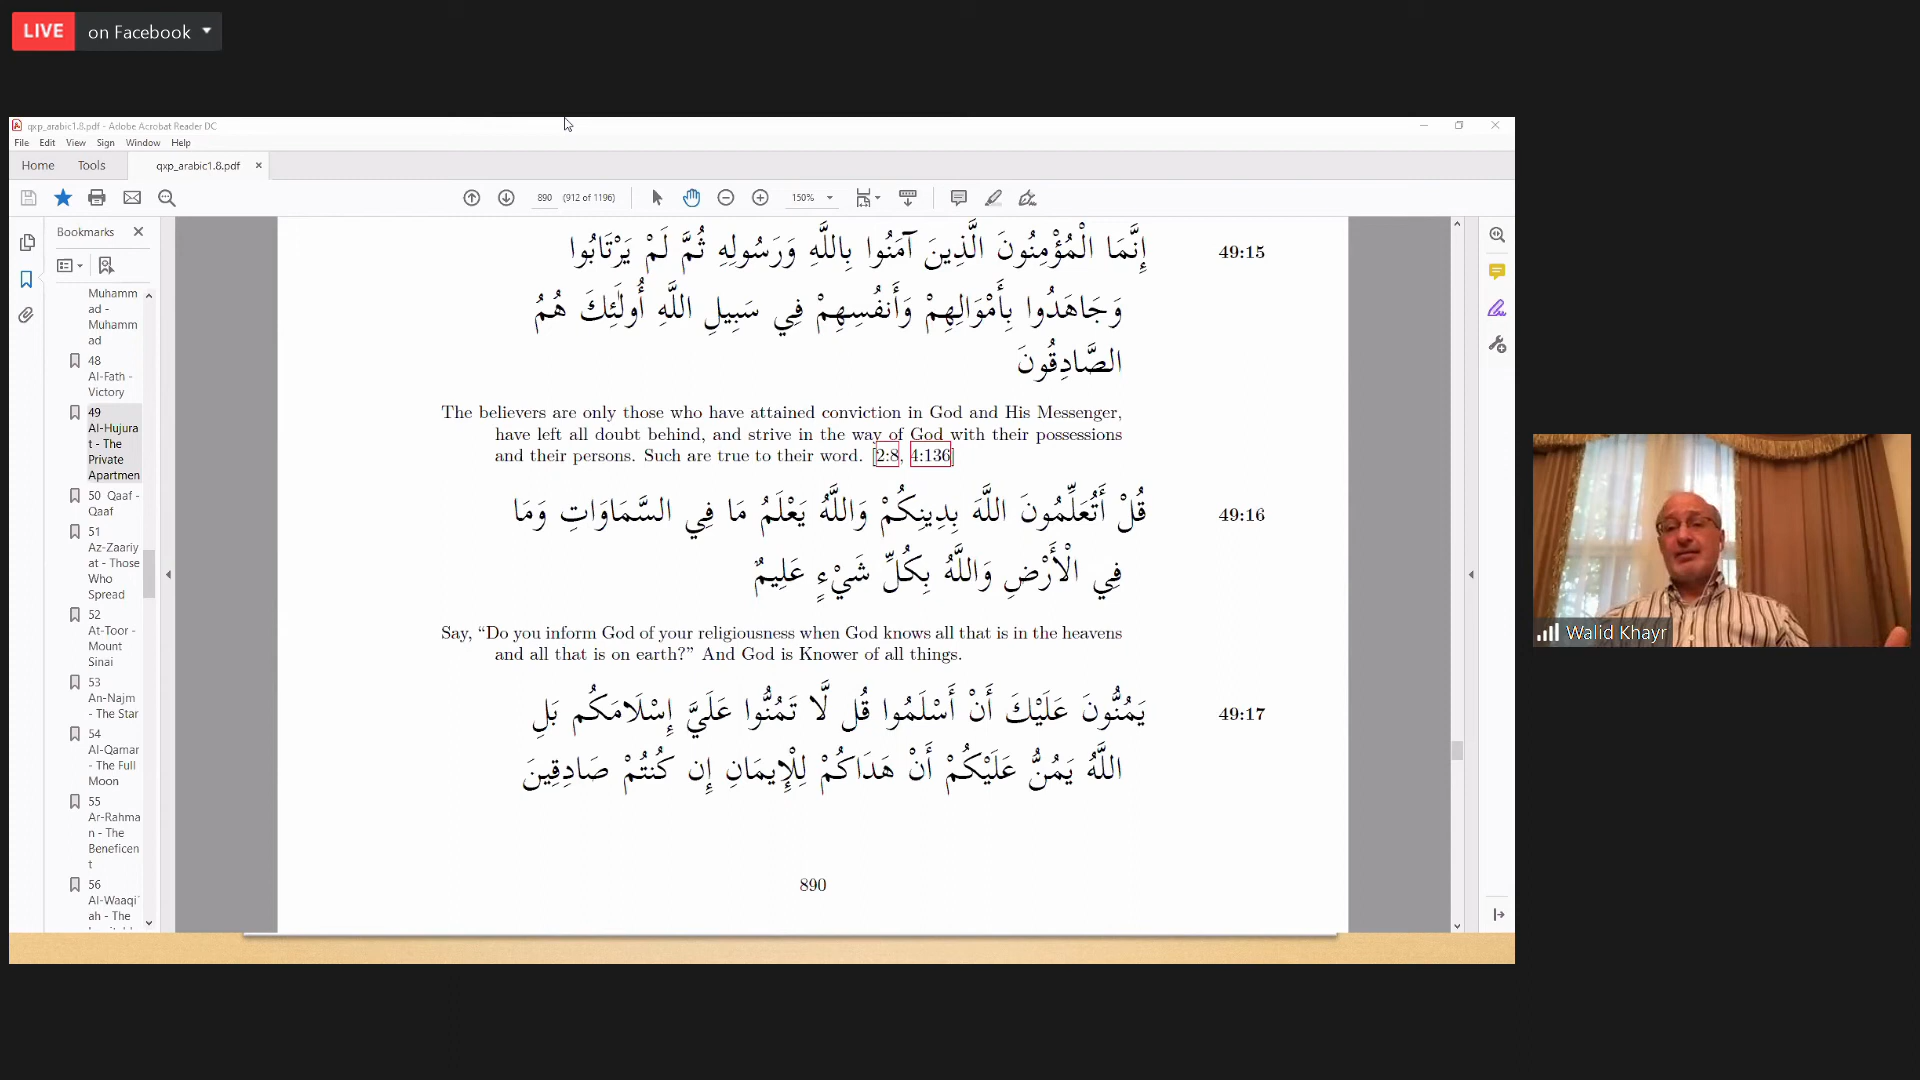 LIVE on Facebook
qxp_arabic1.8.pdf - Adobe Acrobat Reader DC
File Edit View Sign Window Help
Home Tools qxp_arabic1.8.pdf
890 (912 of 1196) 150%
Bookmarks
Muhamm
ad -
Muhamm
ad
48
Al-Fath -
Victory
49
Al-Hujura
t - The
Private
Apartmen
50 Qaaf -
Qaaf
51
Az-Zaariy
at - Those
Who
Spread
52
At-Toor -
Mount
Sinai
53
An-Najm
- The Star
54
Al-Qamar
- The Full
Moon
55
Ar-Rahma
n - The
Beneficen
t
56
Al-Waaqi'
ah - The
إِنَّمَا الْمُؤْمِنُونَ الَّذِينَ آمَنُوا بِاللَّهِ وَرَسُولِهِ ثُمَّ لَمْ يَرْتَابُوا 49:15
وَجَاهَدُوا بِأَمْوَالِهِمْ وَأَنفُسِهِمْ فِي سَبِيلِ اللَّهِ أُولَٰئِكَ هُمُ
الصَّادِقُونَ
The believers are only those who have attained conviction in God and His Messenger,
have left all doubt behind, and strive in the way of God with their possessions
and their persons. Such are true to their word. [2:8, 4:136]
قُلْ أَتُعَلِّمُونَ اللَّهَ بِدِينِكُمْ وَاللَّهُ يَعْلَمُ مَا فِي السَّمَاوَاتِ وَمَا 49:16
فِي الْأَرْضِ وَاللَّهُ بِكُلِّ شَيْءٍ عَلِيمٌ
Say, “Do you inform God of your religiousness when God knows all that is in the heavens
and all that is on earth?” And God is Knower of all things.
يَمُنُّونَ عَلَيْكَ أَنْ أَسْلَمُوا قُل لَّا تَمُنُّوا عَلَيَّ إِسْلَامَكُم بَلِ 49:17
اللَّهُ يَمُنُّ عَلَيْكُمْ أَنْ هَدَاكُمْ لِلْإِيمَانِ إِن كُنتُمْ صَادِقِينَ
890
Walid Khayr